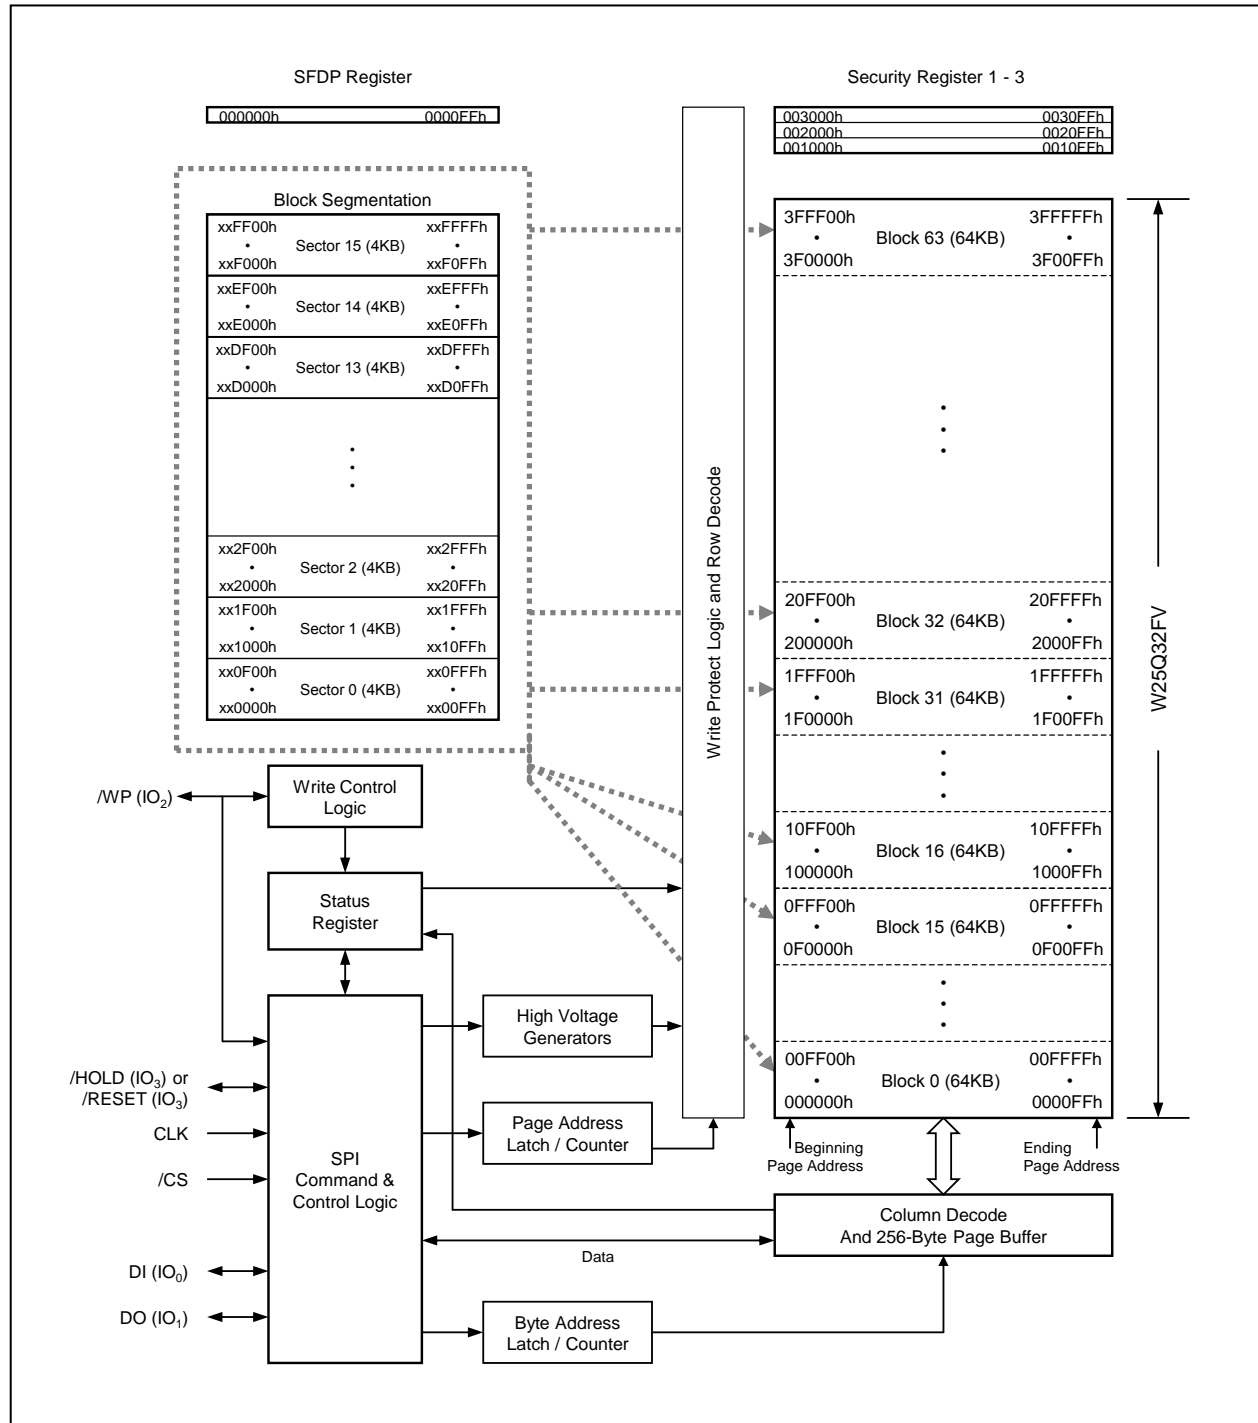 SFDP Register
000000h 0000FFh
Security Register 1 - 3
003000h 0030FFh
002000h 0020FFh
001000h 0010FFh
Block Segmentation
xxFF00h xxFFFFh
• Sector 15 (4KB) •
xxF000h xxF0FFh
xxEF00h xxEFFFh
• Sector 14 (4KB) •
xxE000h xxE0FFh
xxDF00h xxDFFFh
• Sector 13 (4KB) •
xxD000h xxD0FFh
xx2F00h xx2FFFh
• Sector 2 (4KB) •
xx2000h xx20FFh
xx1F00h xx1FFFh
• Sector 1 (4KB) •
xx1000h xx10FFh
xx0F00h xx0FFFh
• Sector 0 (4KB) •
xx0000h xx00FFh
Write Protect Logic and Row Decode
3FFF00h 3FFFFFh
• Block 63 (64KB) •
3F0000h 3F00FFh
20FF00h 20FFFFh
• Block 32 (64KB) •
200000h 2000FFh
1FFF00h 1FFFFFh
• Block 31 (64KB) •
1F0000h 1F00FFh
10FF00h 10FFFFh
• Block 16 (64KB) •
100000h 1000FFh
0FFF00h 0FFFFFh
• Block 15 (64KB) •
0F0000h 0F00FFh
00FF00h 00FFFFh
• Block 0 (64KB) •
000000h 0000FFh
W25Q32FV
Beginning
Page Address
Ending
Page Address
/WP (IO2)
Write Control
Logic
Status
Register
/HOLD (IO3) or
/RESET (IO3)
CLK
/CS
DI (IO0)
DO (IO1)
SPI
Command &
Control Logic
High Voltage
Generators
Page Address
Latch / Counter
Column Decode
And 256-Byte Page Buffer
Data
Byte Address
Latch / Counter